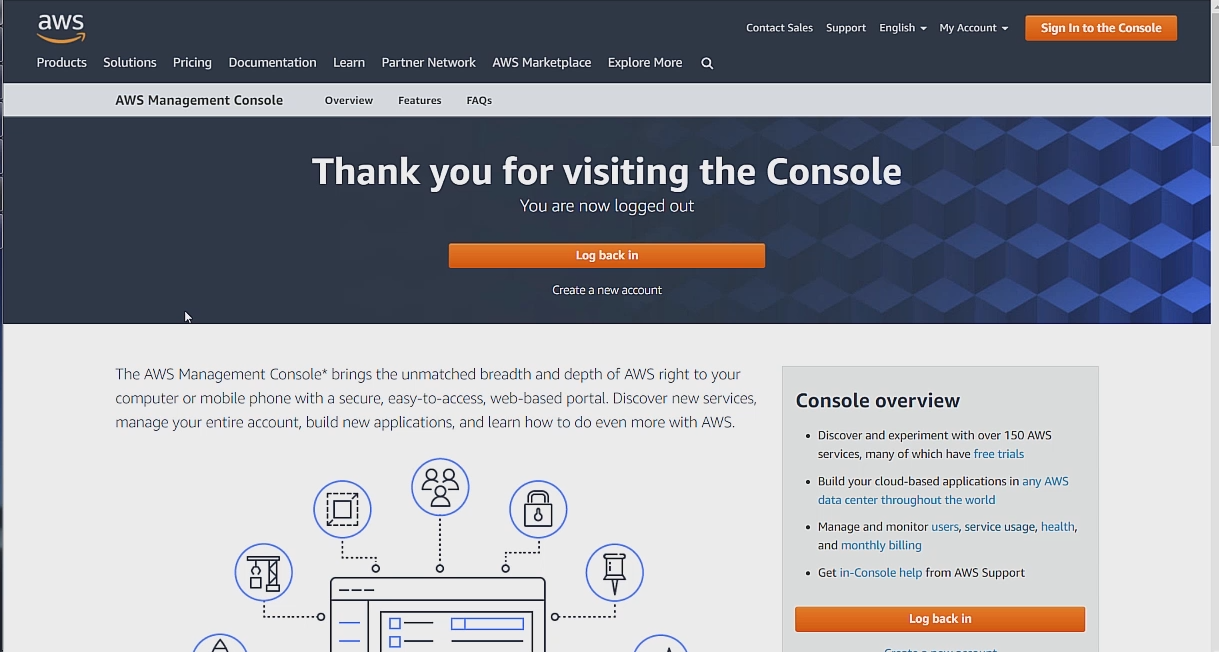 aws
Contact Sales Support English My Account Sign In to the Console
Products Solutions Pricing Documentation Learn Partner Network AWS Marketplace Explore More
AWS Management Console Overview Features FAQs
Thank you for visiting the Console
You are now logged out
Log back in
Create a new account
The AWS Management Console* brings the unmatched breadth and depth of AWS right to your
computer or mobile phone with a secure, easy-to-access, web-based portal. Discover new services,
manage your entire account, build new applications, and learn how to do even more with AWS.
Console overview
• Discover and experiment with over 150 AWS
services, many of which have free trials
• Build your cloud-based applications in any AWS
data center throughout the world
• Manage and monitor users, service usage, health,
and monthly billing
• Get in-Console help from AWS Support
Log back in
Create a new account